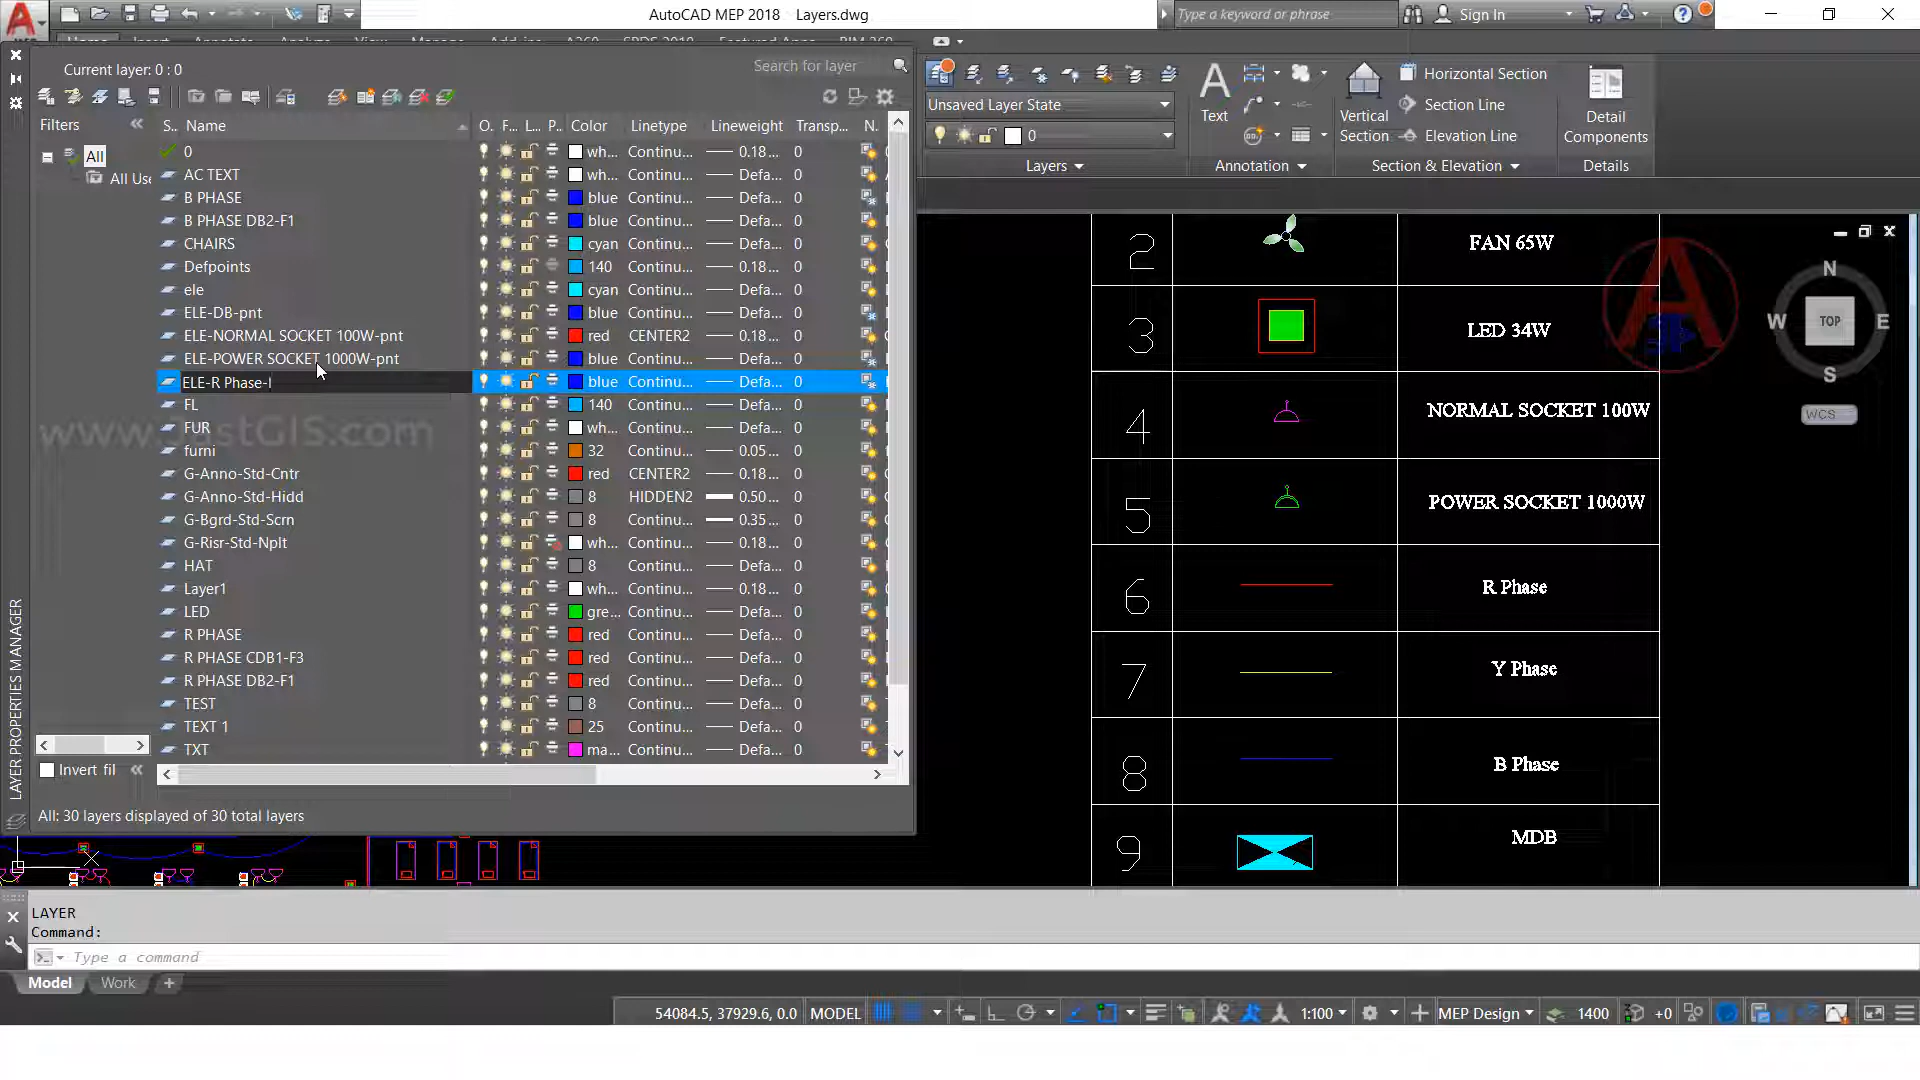 AutoCAD MEP 2018 Layers.dwg
Type a keyword or phrase
Sign In
Current layer: 0 : 0
Search for layer
Filters
S.. Name O. F... L... P.. Color Linetype Lineweight Transp... N.
All
All Use
0 wh... Continu... 0.18... 0
AC TEXT wh... Continu... Defa... 0
B PHASE blue Continu... Defa... 0
B PHASE DB2-F1 blue Continu... Defa... 0
CHAIRS cyan Continu... Defa... 0
Defpoints 140 Continu... 0.18... 0
ele cyan Continu... Defa... 0
ELE-DB-pnt blue Continu... Defa... 0
ELE-NORMAL SOCKET 100W-pnt red CENTER2 0.18... 0
ELE-POWER SOCKET 1000W-pnt blue Continu... Defa... 0
ELE-R Phase-l blue Continu... Defa... 0
FL 140 Continu... Defa... 0
FUR wh... Continu... Defa... 0
furni 32 Continu... 0.05... 0
G-Anno-Std-Cntr red CENTER2 0.18... 0
G-Anno-Std-Hidd 8 HIDDEN2 0.50... 0
G-Bgrd-Std-Scrn 8 Continu... 0.35... 0
G-Risr-Std-Nplt wh... Continu... 0.18... 0
HAT 8 Continu... Defa... 0
Layer1 wh... Continu... 0.18... 0
LED gre... Continu... Defa... 0
R PHASE red Continu... Defa... 0
R PHASE CDB1-F3 red Continu... Defa... 0
R PHASE DB2-F1 red Continu... Defa... 0
TEST 8 Continu... Defa... 0
TEXT 1 25 Continu... Defa... 0
TXT ma... Continu... Defa... 0
www.JastGIS.com
Invert fil
All: 30 layers displayed of 30 total layers
LAYER PROPERTIES MANAGER
Unsaved Layer State
0
Layers
Text
Annotation
Vertical
Section
Horizontal Section
Section Line
Elevation Line
Section & Elevation
Detail
Components
Details
2 FAN 65W
3 LED 34W
4 NORMAL SOCKET 100W
5 POWER SOCKET 1000W
6 R Phase
7 Y Phase
8 B Phase
9 MDB
N
W TOP E
S
WCS
LAYER
Command:
Type a command
Model Work
54084.5, 37929.6, 0.0 MODEL 1:100 MEP Design 1400 +0